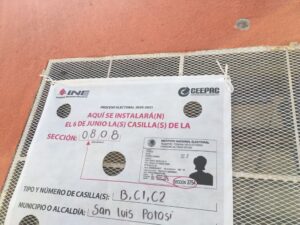 INE
CEEPAC
PROCESO ELECTORAL 2020-2021
AQUÍ SE INSTALARÁ(N)
EL 6 DE JUNIO LA(S) CASILLA(S) DE LA
SECCIÓN: 0808
INSTITUTO NACIONAL ELECTORAL
TIPO Y NÚMERO DE CASILLA(S): B, C1, C2
MUNICIPIO O ALCALDÍA: San Luis Potosí